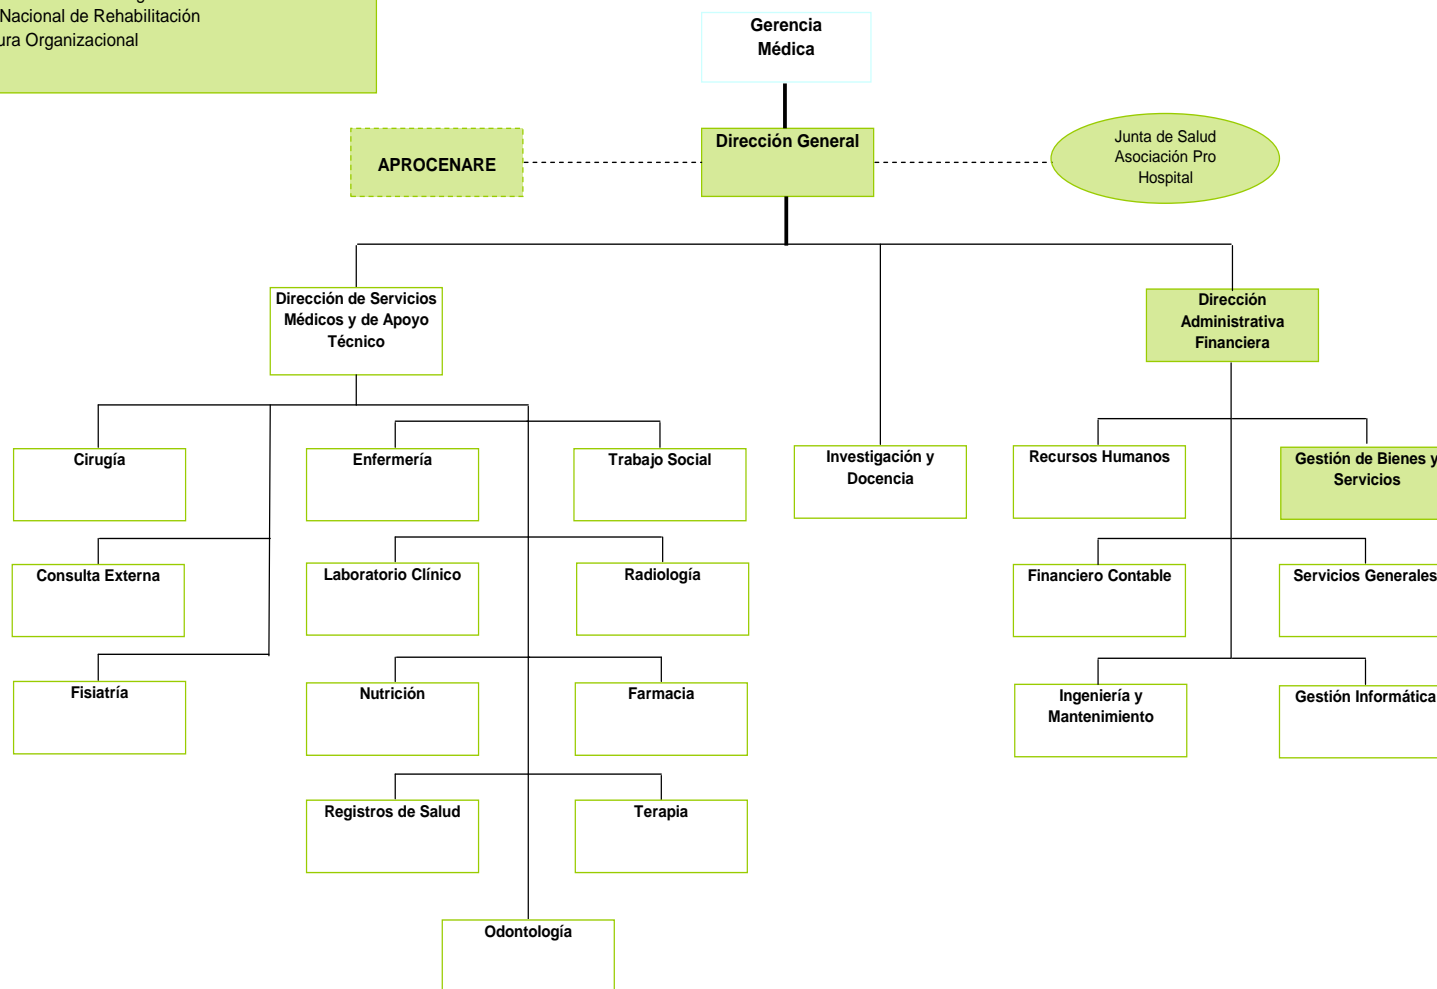 Nacional de Rehabilitación
ura Organizacional
Gerencia
Médica
APROCENARE
Dirección General
Junta de Salud
Asociación Pro
Hospital
Dirección de Servicios
Médicos y de Apoyo
Técnico
Dirección
Administrativa
Financiera
Cirugía
Enfermería
Trabajo Social
Investigación y
Docencia
Recursos Humanos
Gestión de Bienes y
Servicios
Consulta Externa
Laboratorio Clínico
Radiología
Financiero Contable
Servicios Generales
Fisiatría
Nutrición
Farmacia
Ingeniería y
Mantenimiento
Gestión Informática
Registros de Salud
Terapia
Odontología